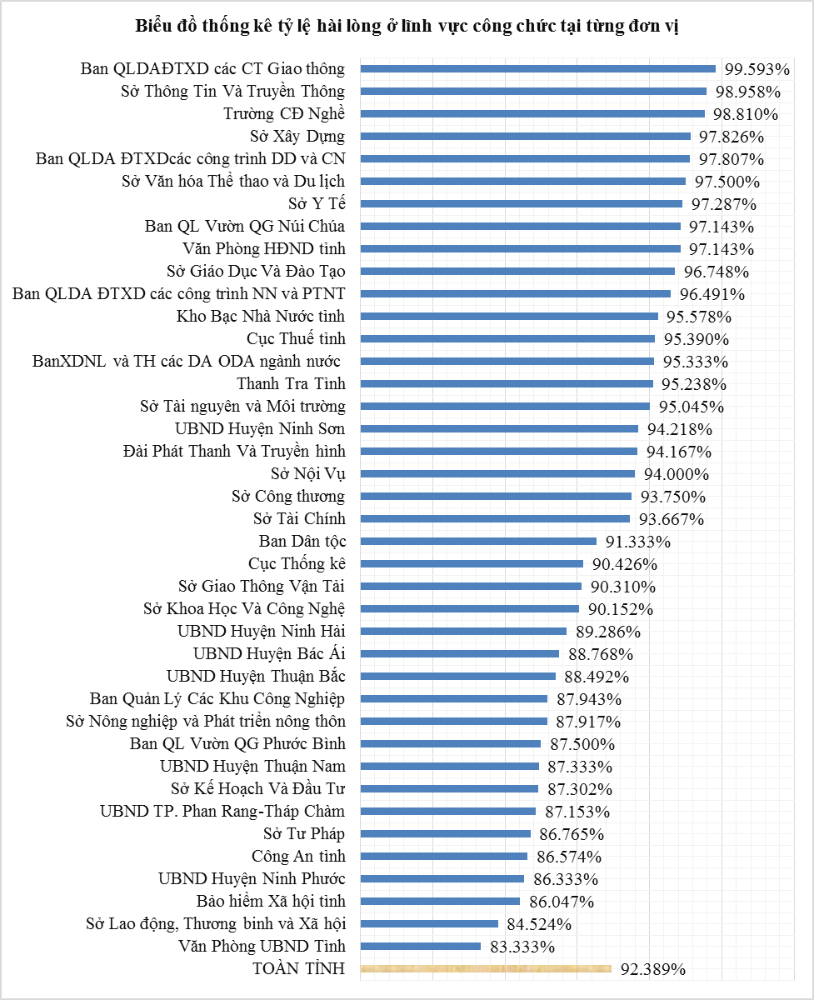 Biểu đồ thống kê tỷ lệ hài lòng ở lĩnh vực công chức tại từng đơn vị
Ban QLDAĐTXD các CT Giao thông 99.593%
Sở Thông Tin Và Truyền Thông 98.958%
Trường CĐ Nghề 98.810%
Sở Xây Dựng 97.826%
Ban QLDA ĐTXDcác công trình DD và CN 97.807%
Sở Văn hóa Thể thao và Du lịch 97.500%
Sở Y Tế 97.287%
Ban QL Vườn QG Núi Chúa 97.143%
Văn Phòng HĐND tỉnh 97.143%
Sở Giáo Dục Và Đào Tạo 96.748%
Ban QLDA ĐTXD các công trình NN và PTNT 96.491%
Kho Bạc Nhà Nước tỉnh 95.578%
Cục Thuế tỉnh 95.390%
BanXDNL và TH các DA ODA ngành nước 95.333%
Thanh Tra Tỉnh 95.238%
Sở Tài nguyên và Môi trường 95.045%
UBND Huyện Ninh Sơn 94.218%
Đài Phát Thanh Và Truyền hình 94.167%
Sở Nội Vụ 94.000%
Sở Công thương 93.750%
Sở Tài Chính 93.667%
Ban Dân tộc 91.333%
Cục Thống kê 90.426%
Sở Giao Thông Vận Tải 90.310%
Sở Khoa Học Và Công Nghệ 90.152%
UBND Huyện Ninh Hải 89.286%
UBND Huyện Bác Ái 88.768%
UBND Huyện Thuận Bắc 88.492%
Ban Quản Lý Các Khu Công Nghiệp 87.943%
Sở Nông nghiệp và Phát triển nông thôn 87.917%
Ban QL Vườn QG Phước Bình 87.500%
UBND Huyện Thuận Nam 87.333%
Sở Kế Hoạch Và Đầu Tư 87.302%
UBND TP. Phan Rang-Tháp Chàm 87.153%
Sở Tư Pháp 86.765%
Công An tỉnh 86.574%
UBND Huyện Ninh Phước 86.333%
Bảo hiểm Xã hội tỉnh 86.047%
Sở Lao động, Thương binh và Xã hội 84.524%
Văn Phòng UBND Tỉnh 83.333%
TOÀN TỈNH 92.389%